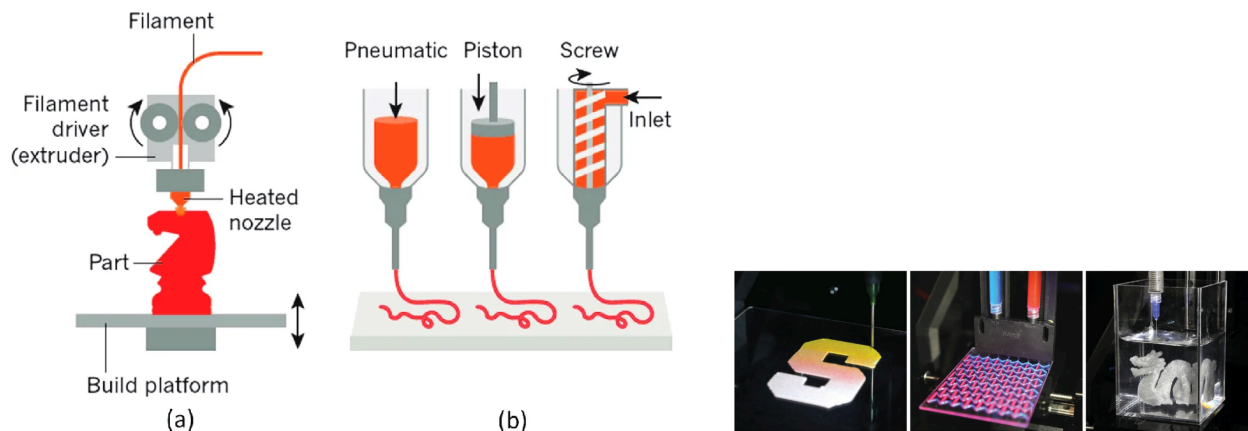 Filament
Filament
driver
(extruder)
Heated
nozzle
Part
Build platform
(a)
Pneumatic
Piston
Screw
Inlet
(b)
S